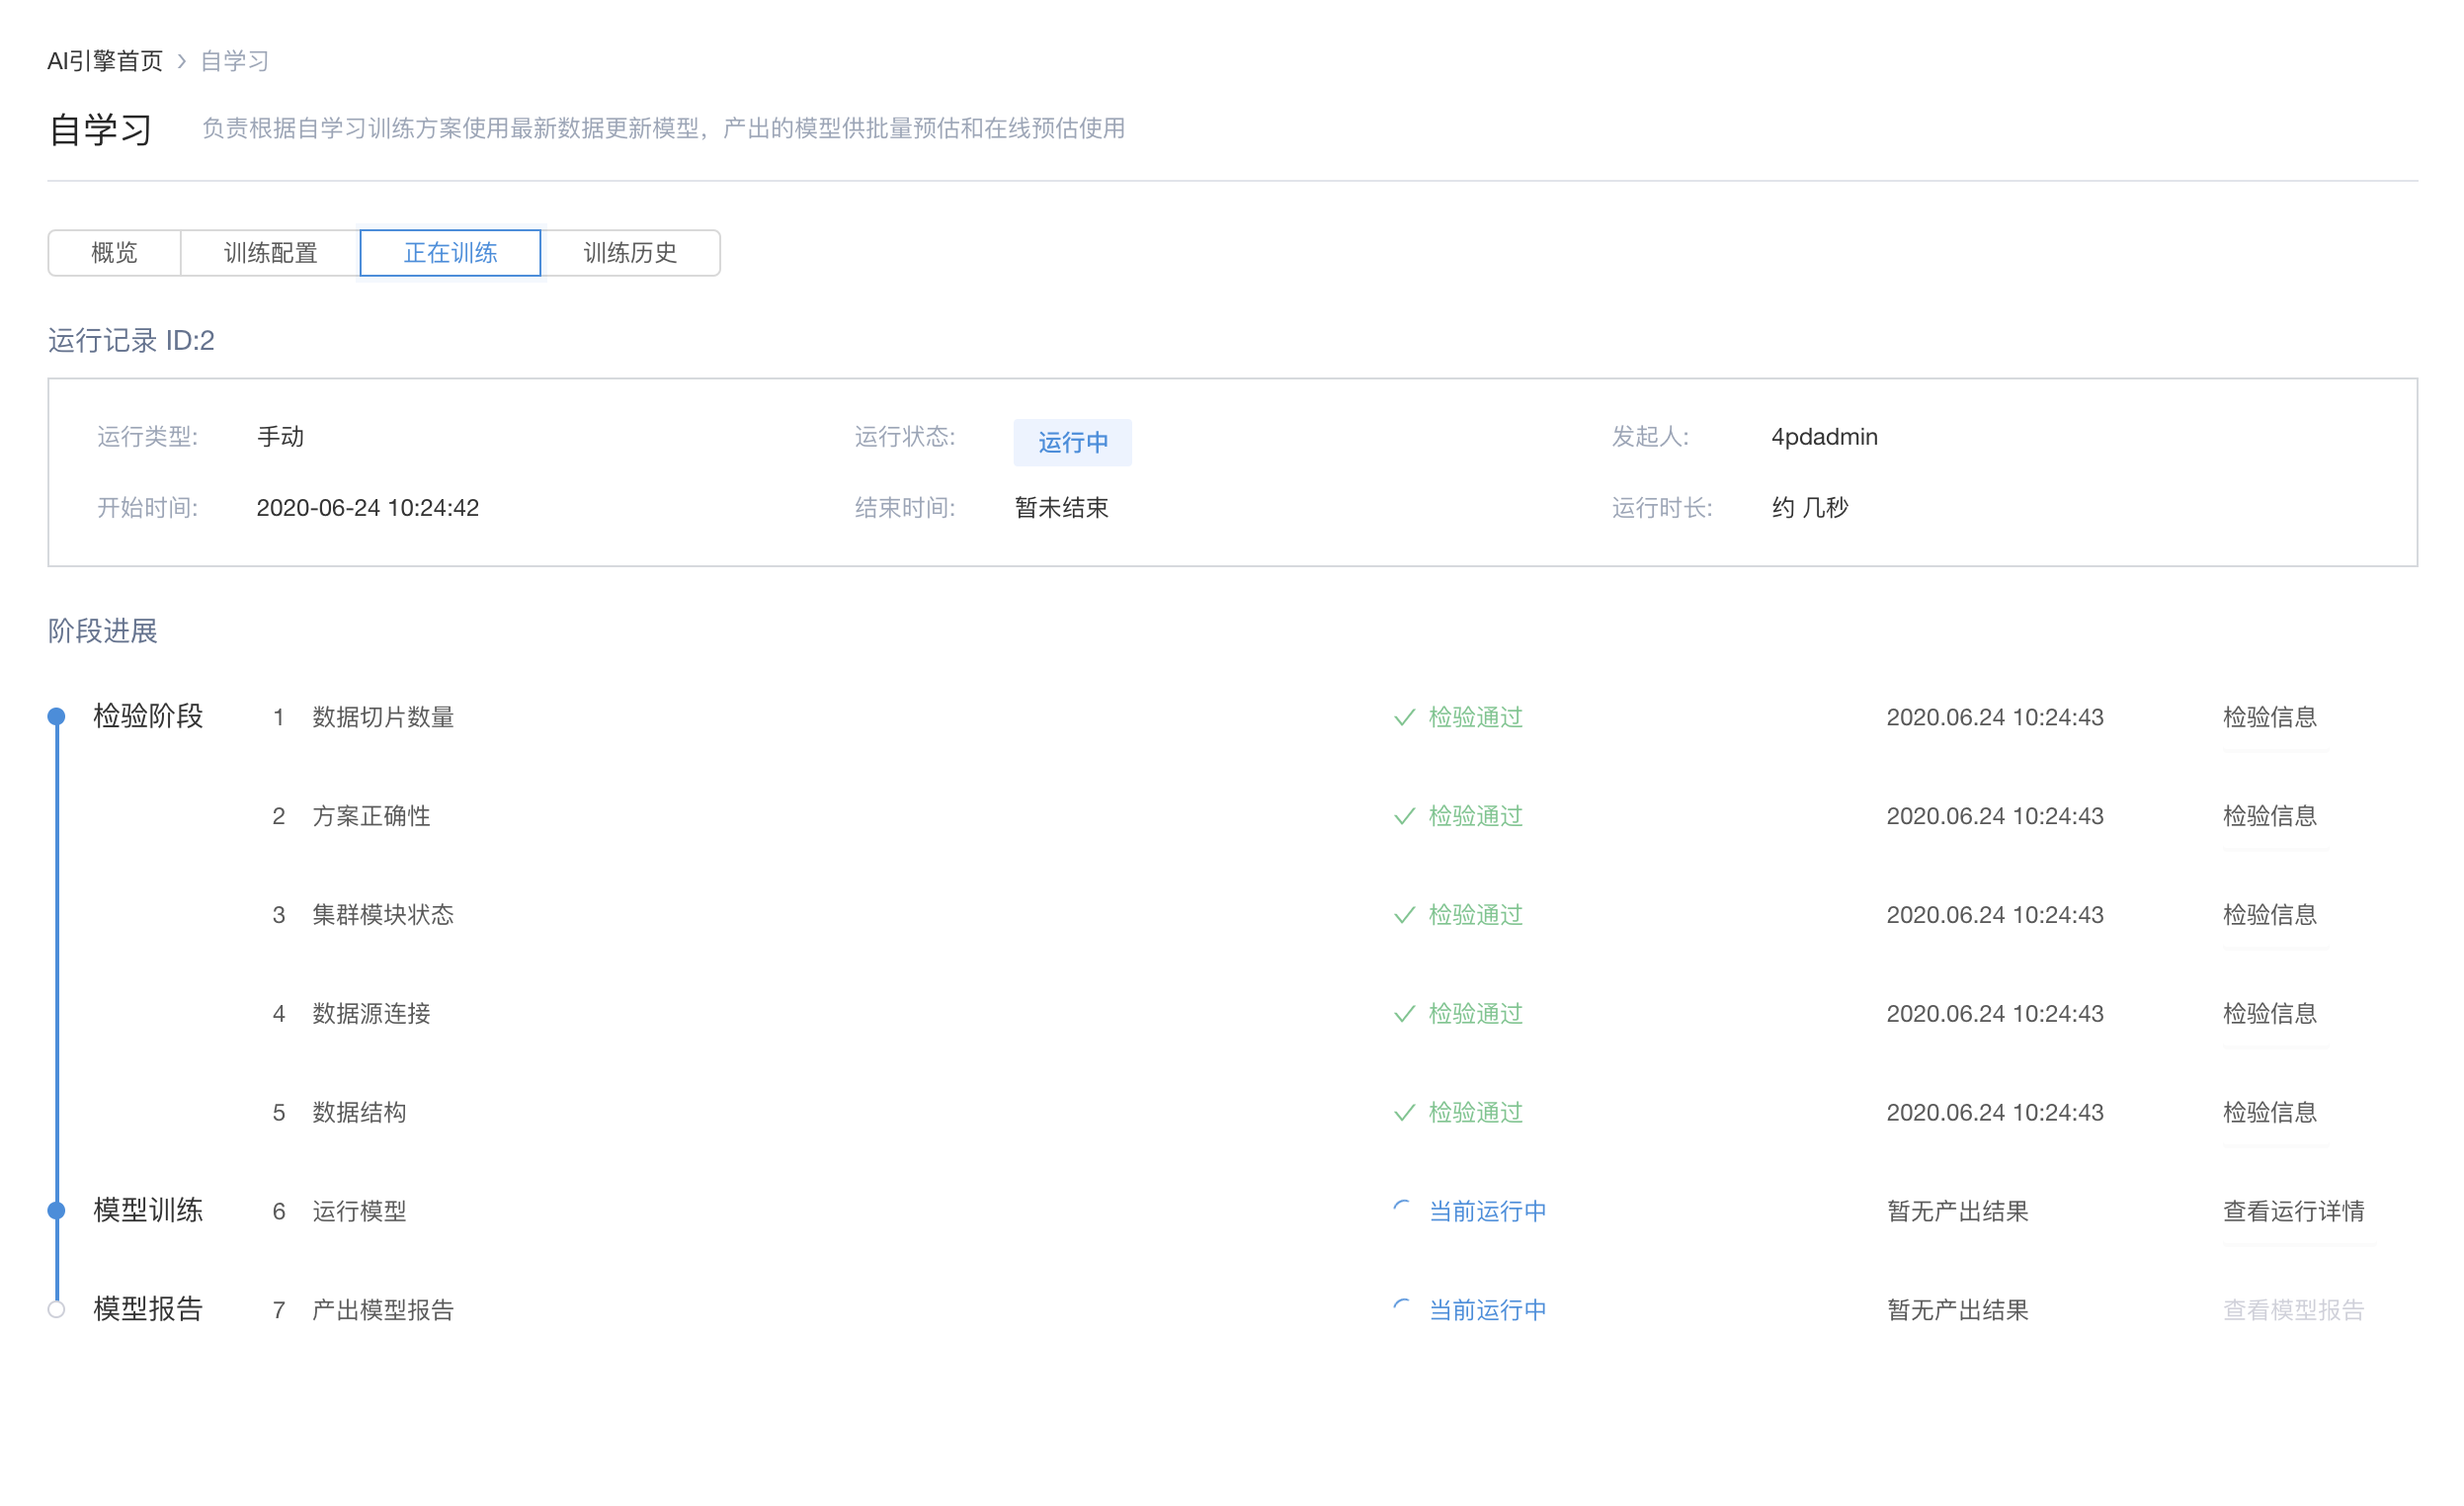 AI引擎首页 > 自学习
自学习 负责根据自学习训练方案使用最新数据更新模型，产出的模型供批量预估和在线预估使用
概览 训练配置 正在训练 训练历史
运行记录 ID:2
运行类型: 手动 运行状态: 运行中 发起人: 4pdadmin
开始时间: 2020-06-24 10:24:42 结束时间: 暂未结束 运行时长: 约 几秒
阶段进展
检验阶段 1 数据切片数量 检验通过 2020.06.24 10:24:43 检验信息
2 方案正确性 检验通过 2020.06.24 10:24:43 检验信息
3 集群模块状态 检验通过 2020.06.24 10:24:43 检验信息
4 数据源连接 检验通过 2020.06.24 10:24:43 检验信息
5 数据结构 检验通过 2020.06.24 10:24:43 检验信息
模型训练 6 运行模型 当前运行中 暂无产出结果 查看运行详情
模型报告 7 产出模型报告 当前运行中 暂无产出结果 查看模型报告